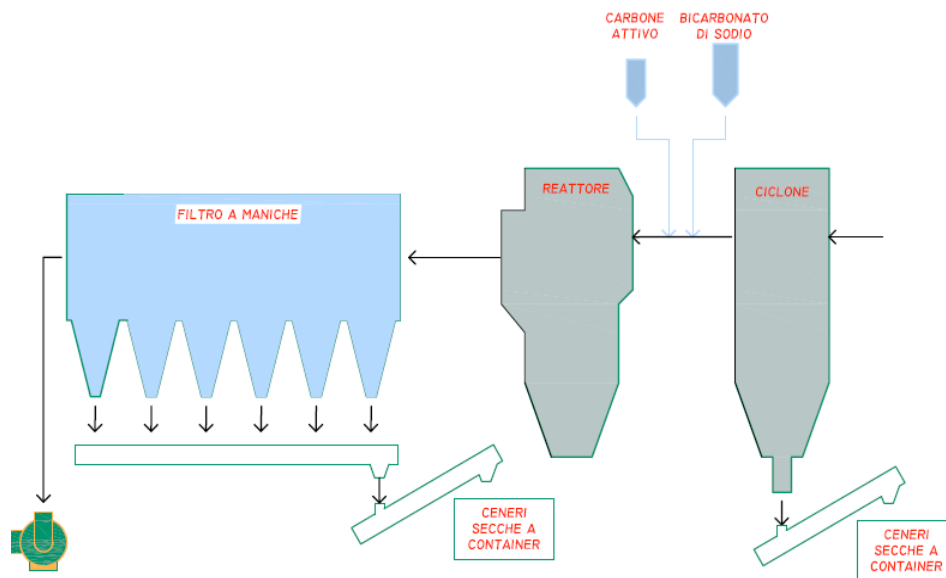 CARBONE
ATTIVO
BICARBONATO
DI SODIO
REATTORE
CICLONE
FILTRO A MANICHE
CENERI
SECCHE A
CONTAINER
CENERI
SECCHE A
CONTAINER